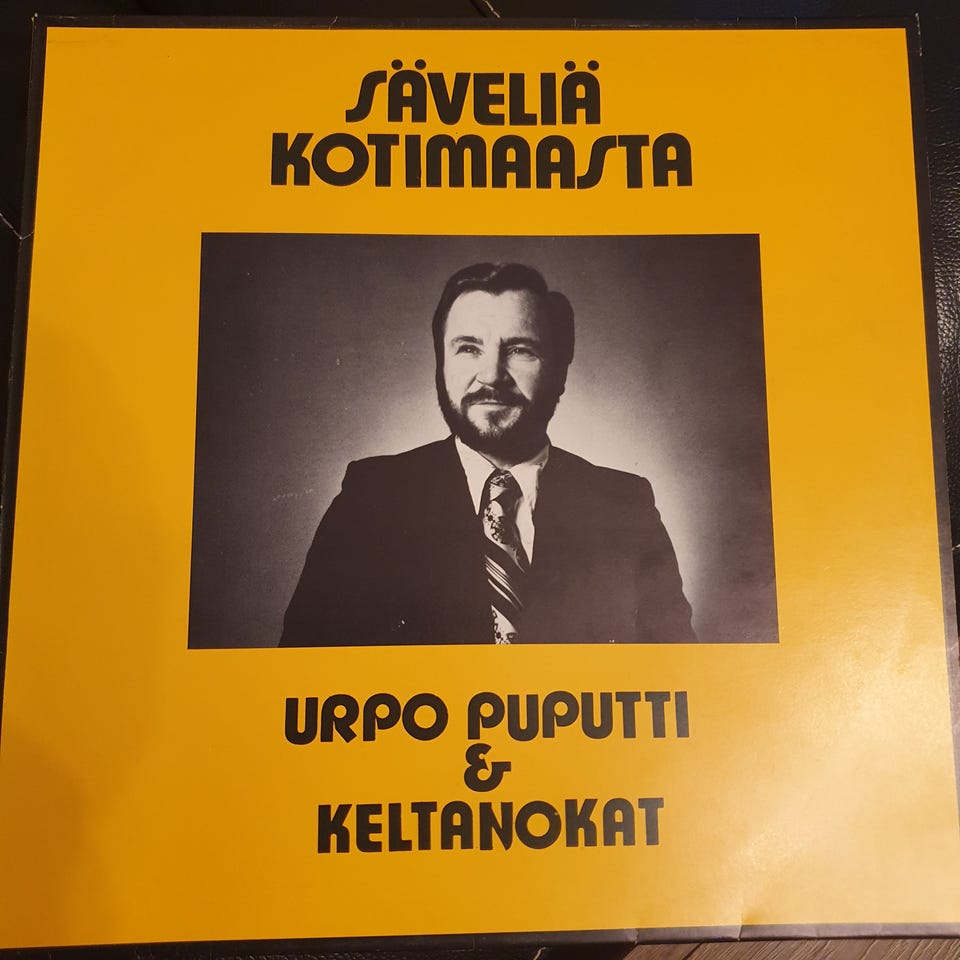 SÄVELIÄ
KOTIMAASTA
URPO PUPUTTI
&
KELTANOKAT